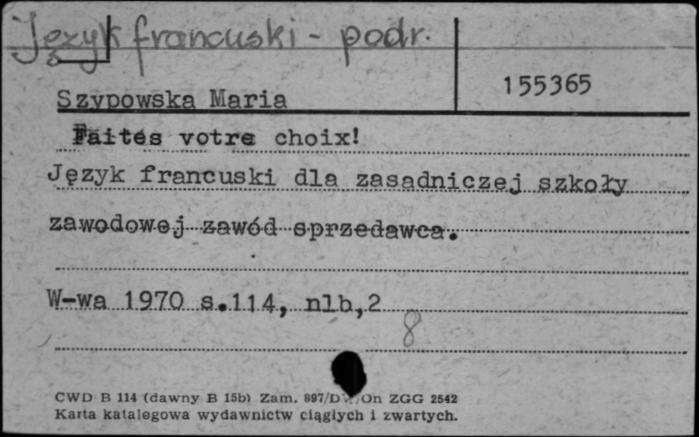 Język francuski - podr.
155365
Szypowska Maria
Faites votre choix!
Język francuski dla zasadniczej szkoły
zawodowej zawód sprzedawca.
W-wa 1970 s.114, nlb,2
8
CWD B 114 (dawny B 15b) Zam. 897/D On ZGG 2542
Karta katalogowa wydawnictw ciągłych i zwartych.